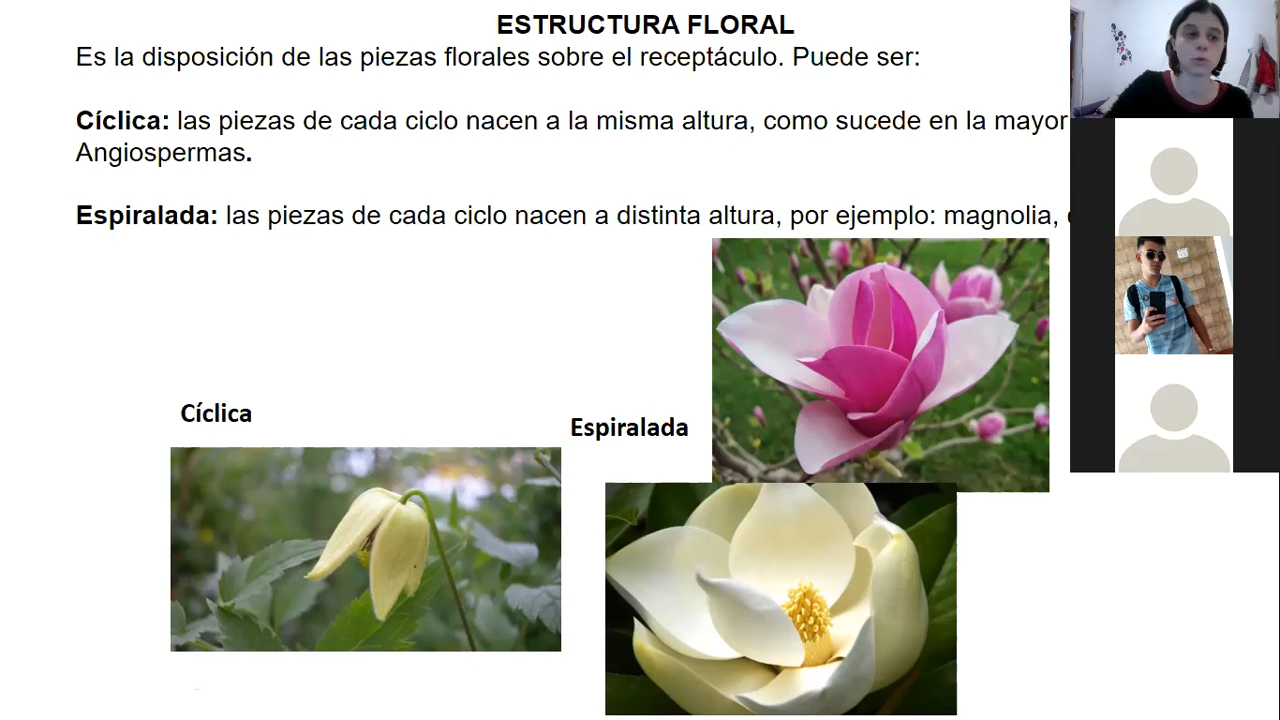 ESTRUCTURA FLORAL
Es la disposición de las piezas florales sobre el receptáculo. Puede ser:
Cíclica: las piezas de cada ciclo nacen a la misma altura, como sucede en la mayor
Angiospermas.
Espiralada: las piezas de cada ciclo nacen a distinta altura, por ejemplo: magnolia,
Cíclica
Espiralada